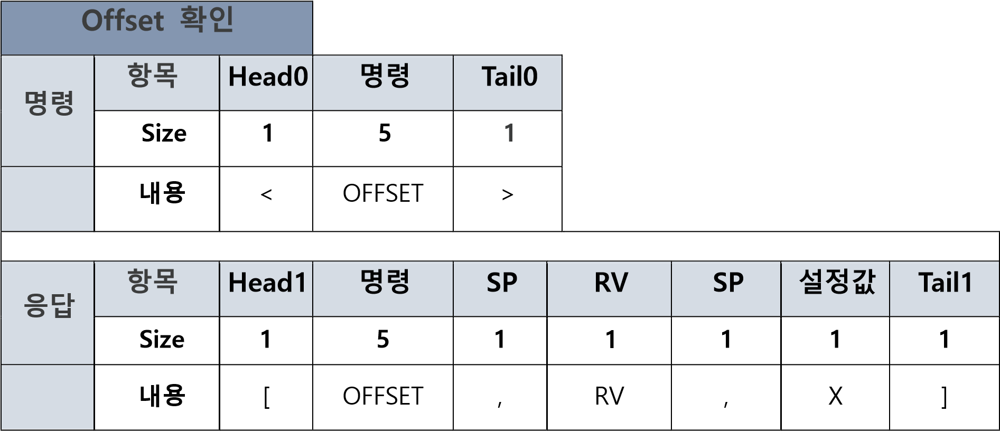 Offset 확인
명령 항목 Head0 명령 Tail0
Size 1 5 1
내용 < OFFSET >
응답 항목 Head1 명령 SP RV SP 설정값 Tail1
Size 1 5 1 1 1 1 1
내용 [ OFFSET , RV , X ]